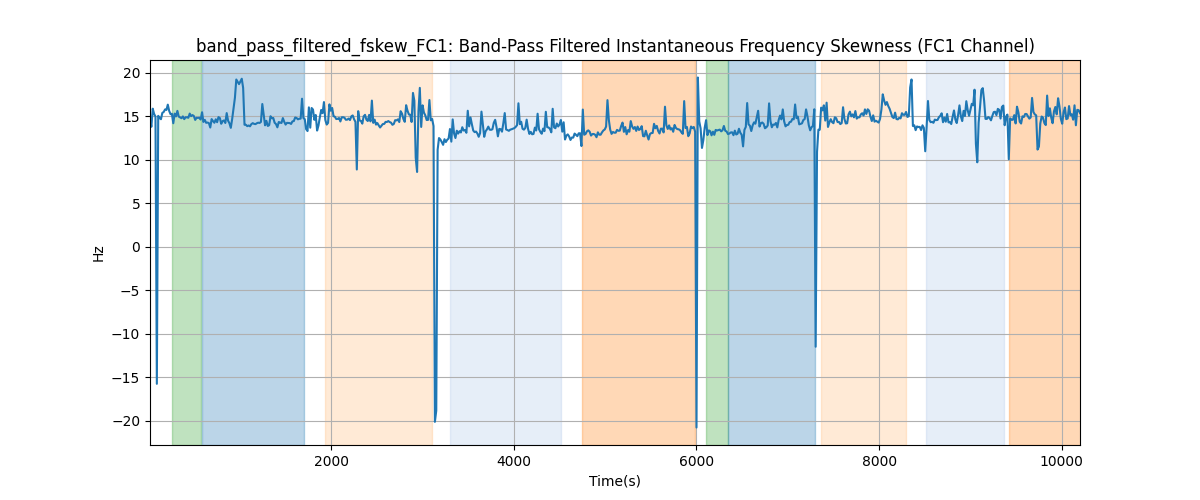 band_pass_filtered_fskew_FC1: Band-Pass Filtered Instantaneous Frequency Skewness (FC1 Channel)
20
15
10
5
0
−5
−10
−15
−20
Hz
2000 4000 6000 8000 10000
Time(s)